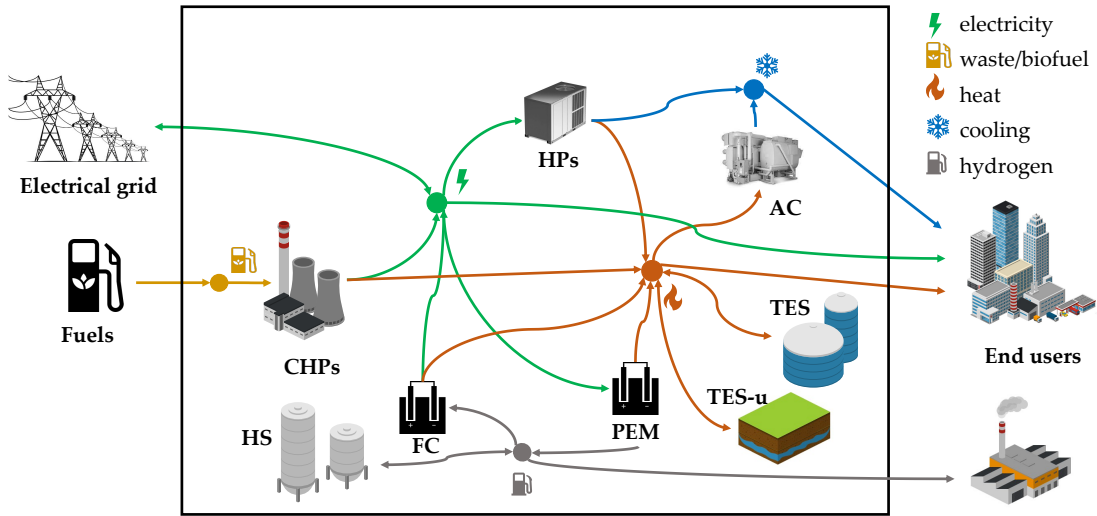 electricity
waste/biofuel
heat
cooling
hydrogen
Electrical grid
HPs
AC
Fuels
CHPs
TES
End users
TES-u
HS
FC
PEM
+ -
+ -